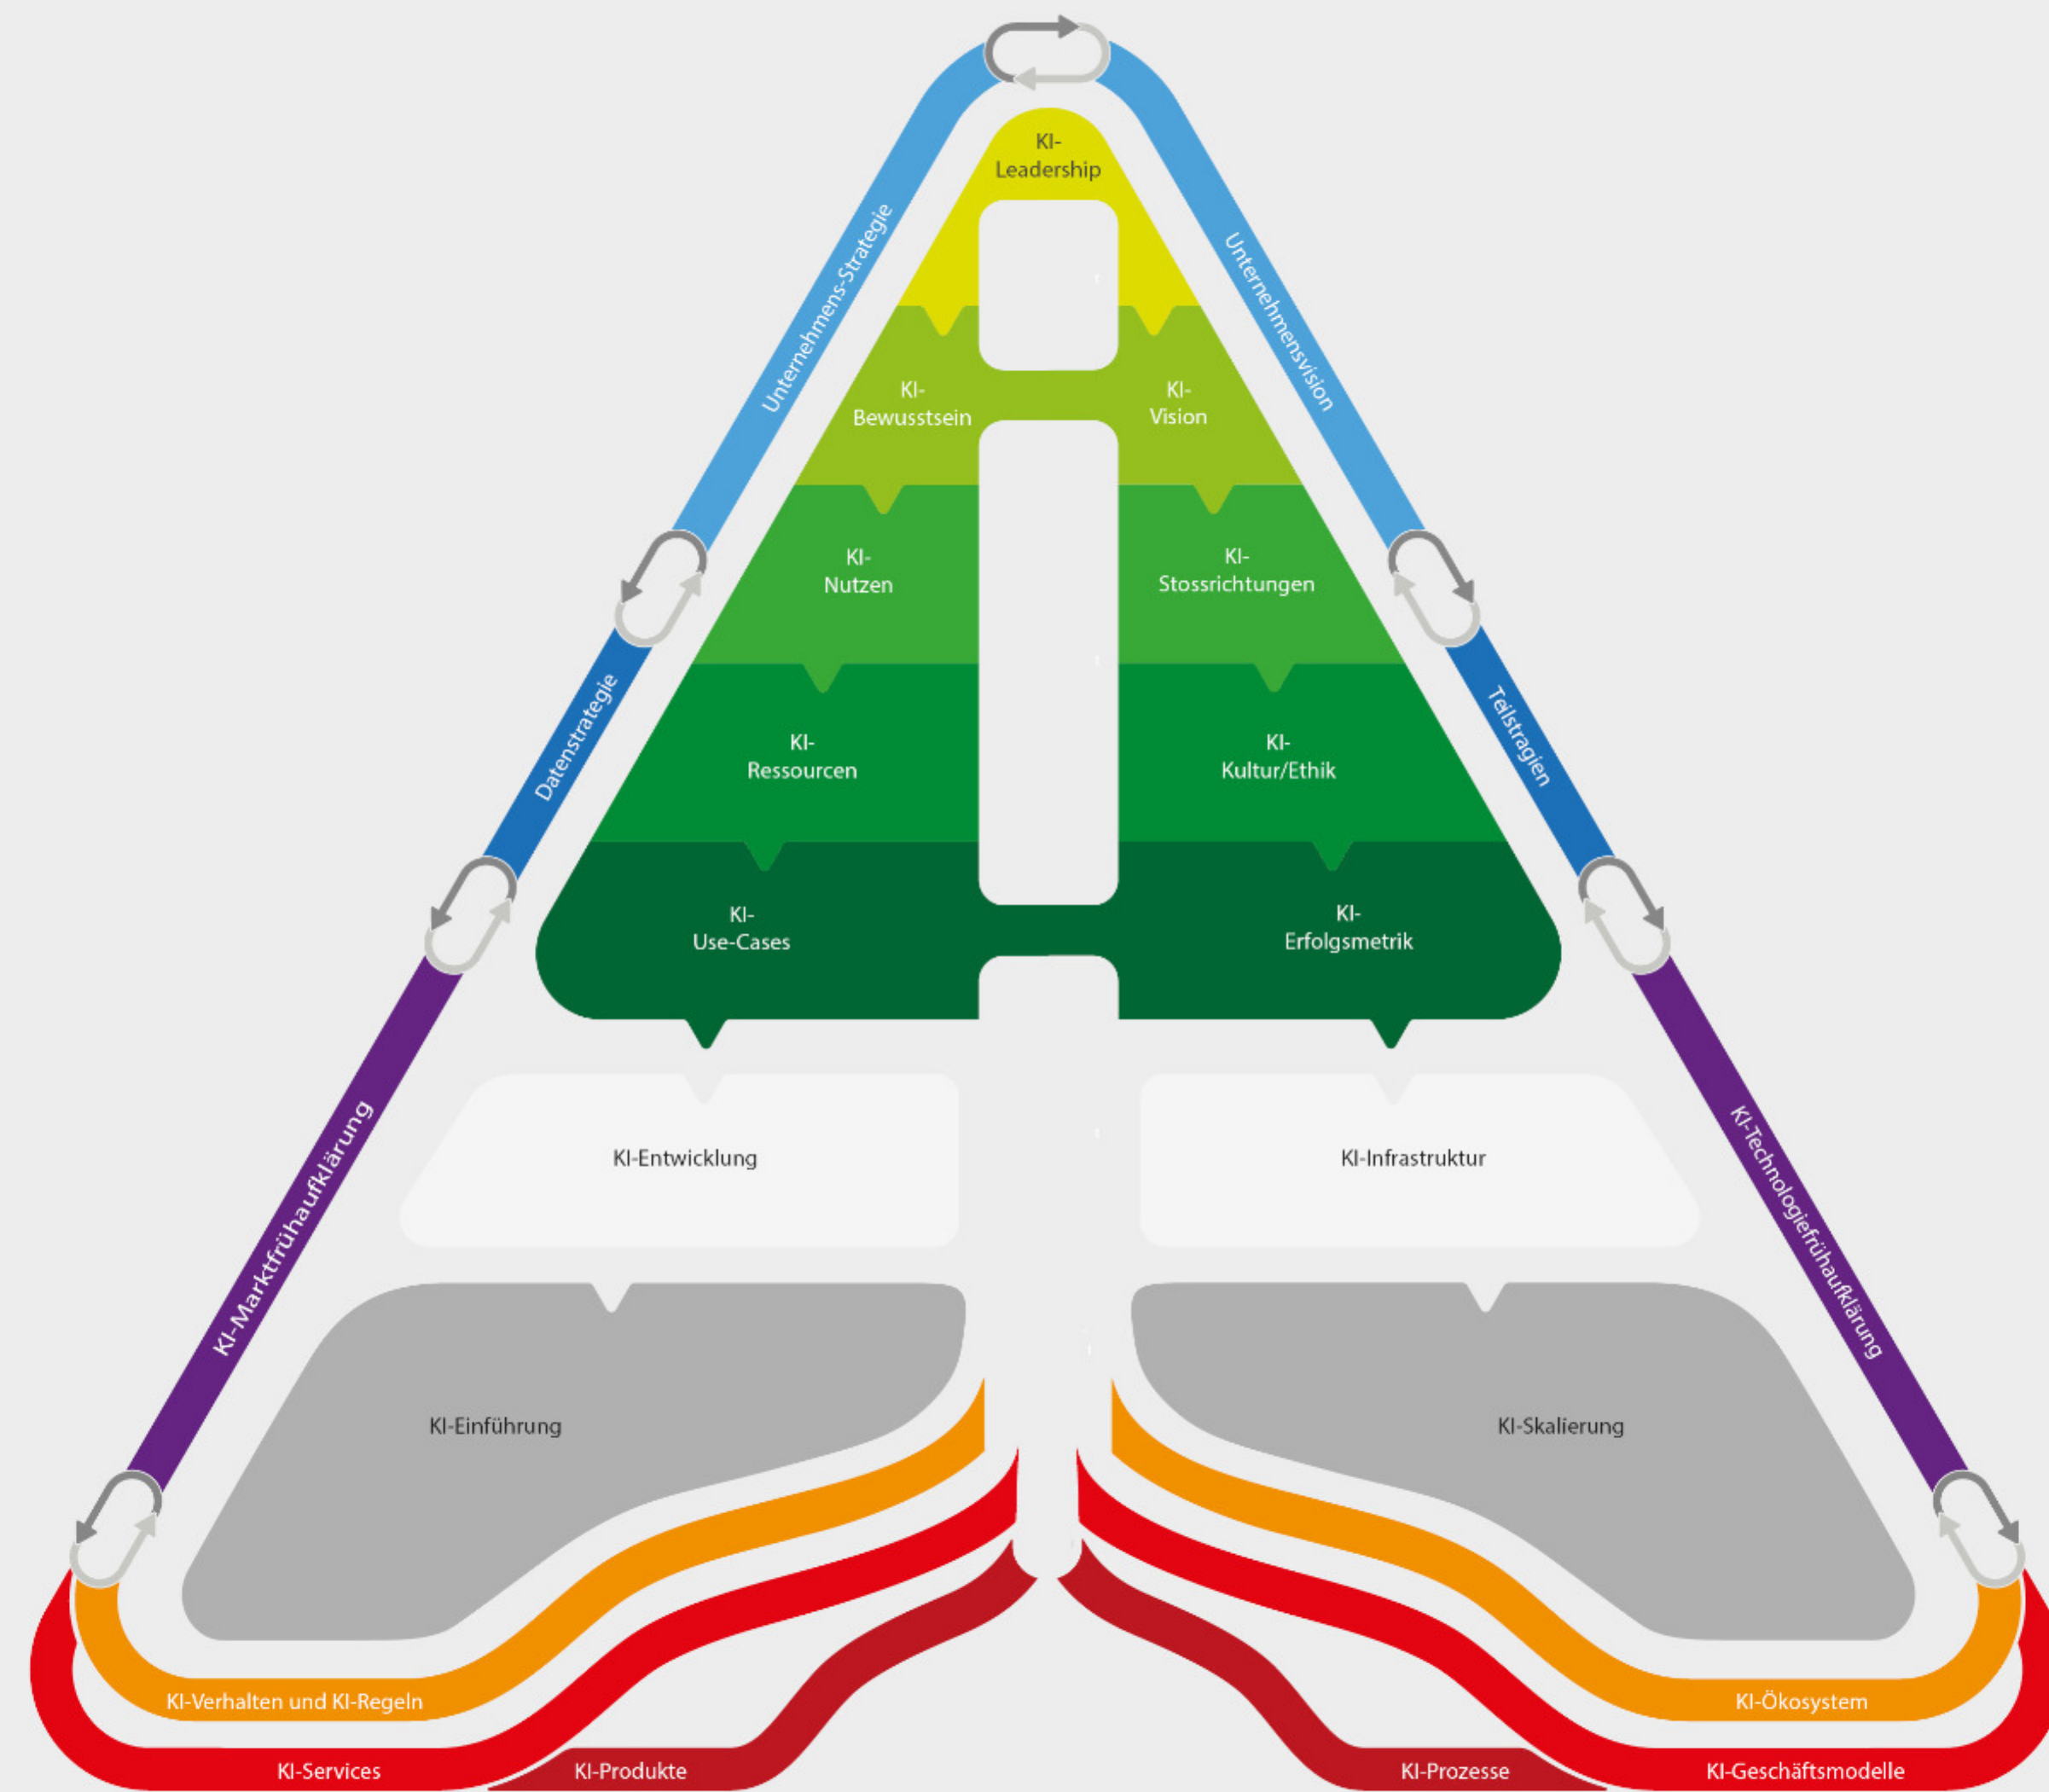 KI-
Leadership
Unternehmens-Strategie
Unternehmensvision
KI-
Bewusstsein
KI-
Vision
KI-
Nutzen
KI-
Stossrichtungen
Datenstrategie
Teilstragien
KI-
Ressourcen
KI-
Kultur/Ethik
KI-
Use-Cases
KI-
Erfolgsmetrik
KI-Marktfrühaufklärung
KI-Technologiefrühaufklärung
KI-Entwicklung
KI-Infrastruktur
KI-Einführung
KI-Skalierung
KI-Verhalten und KI-Regeln
KI-Ökosystem
KI-Services
KI-Produkte
KI-Prozesse
KI-Geschäftsmodelle